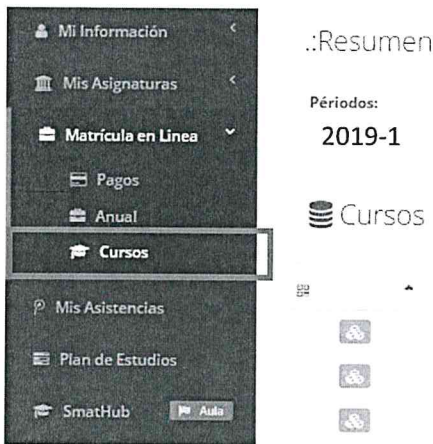 Mi Información
Mis Asignaturas
Matrícula en Linea
Pagos
Anual
Cursos
Mis Asistencias
Plan de Estudios
SmatHub Aula
.:Resumen
Périodos:
2019-1
Cursos